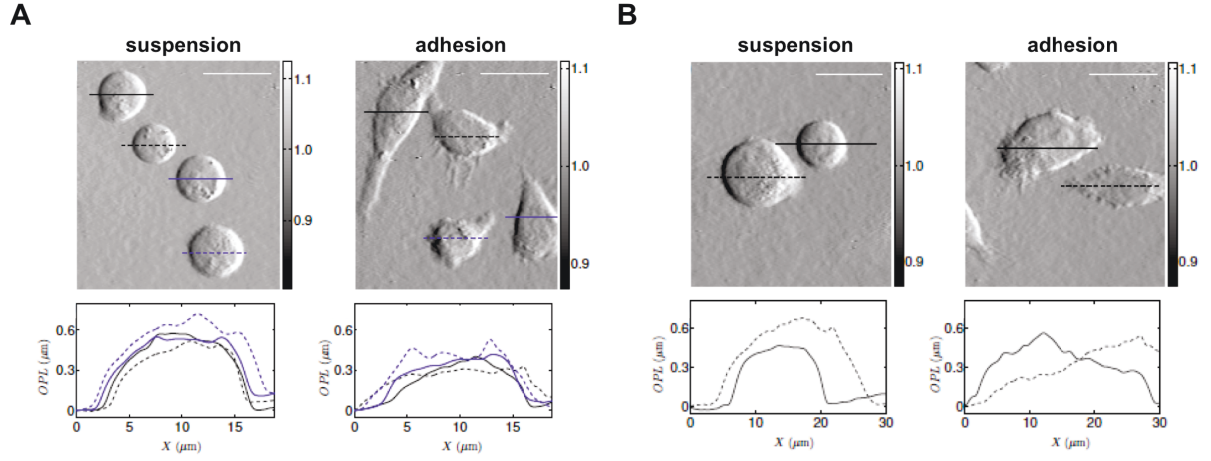 A
B
suspension
adhesion
suspension
adhesion
1.1
1.0
0.9
1.1
1.0
0.9
1.1
1.0
0.9
1.1
1.0
0.9
OPL (μm)
0.6
0.3
0
0 5 10 15
X (μm)
OPL (μm)
0.6
0.3
0
0 5 10 15
X (μm)
OPL (μm)
0.6
0.3
0
0 10 20 30
X (μm)
OPL (μm)
0.6
0.3
0
0 10 20 30
X (μm)